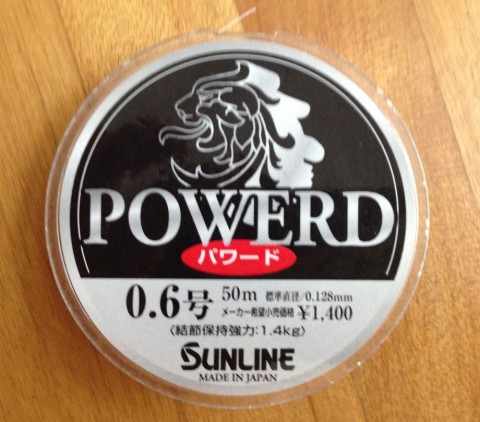 POWERD
パワード
0.6号 50m 標準直径/0.128mm
メーカー希望小売価格 ¥1,400
〈結節保持強力:1.4kg〉
SUNLINE
MADE IN JAPAN